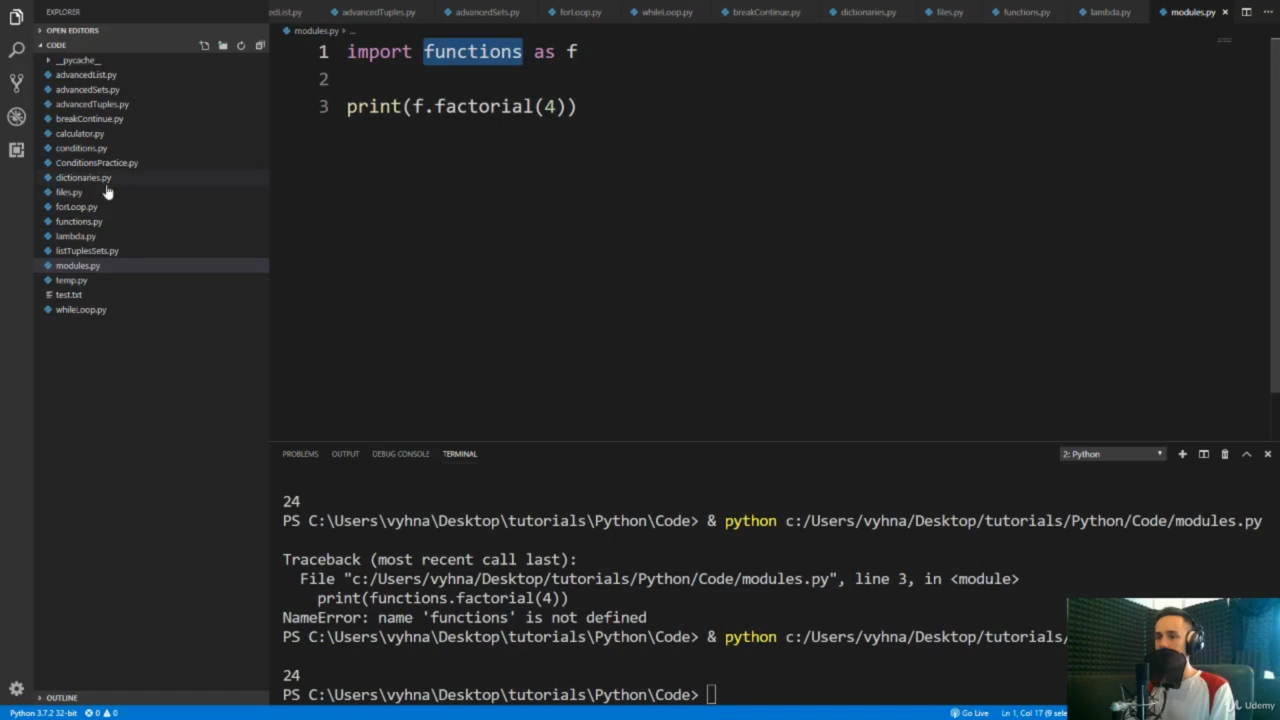 EXPLORER
OPEN EDITORS
CODE
__pycache__
advancedList.py
advancedSets.py
advancedTuples.py
breakContinue.py
calculator.py
conditions.py
ConditionsPractice.py
dictionaries.py
files.py
forLoop.py
functions.py
lambda.py
listTuplesSets.py
modules.py
temp.py
test.txt
whileLoop.py
OUTLINE
edList.py advancedTuples.py advancedSets.py forLoop.py whileLoop.py breakContinue.py dictionaries.py files.py functions.py lambda.py modules.py
modules.py > ...
1 import functions as f
2
3 print(f.factorial(4))
PROBLEMS OUTPUT DEBUG CONSOLE TERMINAL 2: Python
24
PS C:\Users\vyhna\Desktop\tutorials\Python\Code> & python c:/Users/vyhna/Desktop/tutorials/Python/Code/modules.py
Traceback (most recent call last):
File "c:/Users/vyhna/Desktop/tutorials/Python/Code/modules.py", line 3, in <module>
print(functions.factorial(4))
NameError: name 'functions' is not defined
PS C:\Users\vyhna\Desktop\tutorials\Python\Code> & python c:/Users/vyhna/Desktop/tutorials/
24
PS C:\Users\vyhna\Desktop\tutorials\Python\Code>
Python 3.7.2 32-bit 0 0 Go Live Ln 1, Col 17 (9 sele
Udemy